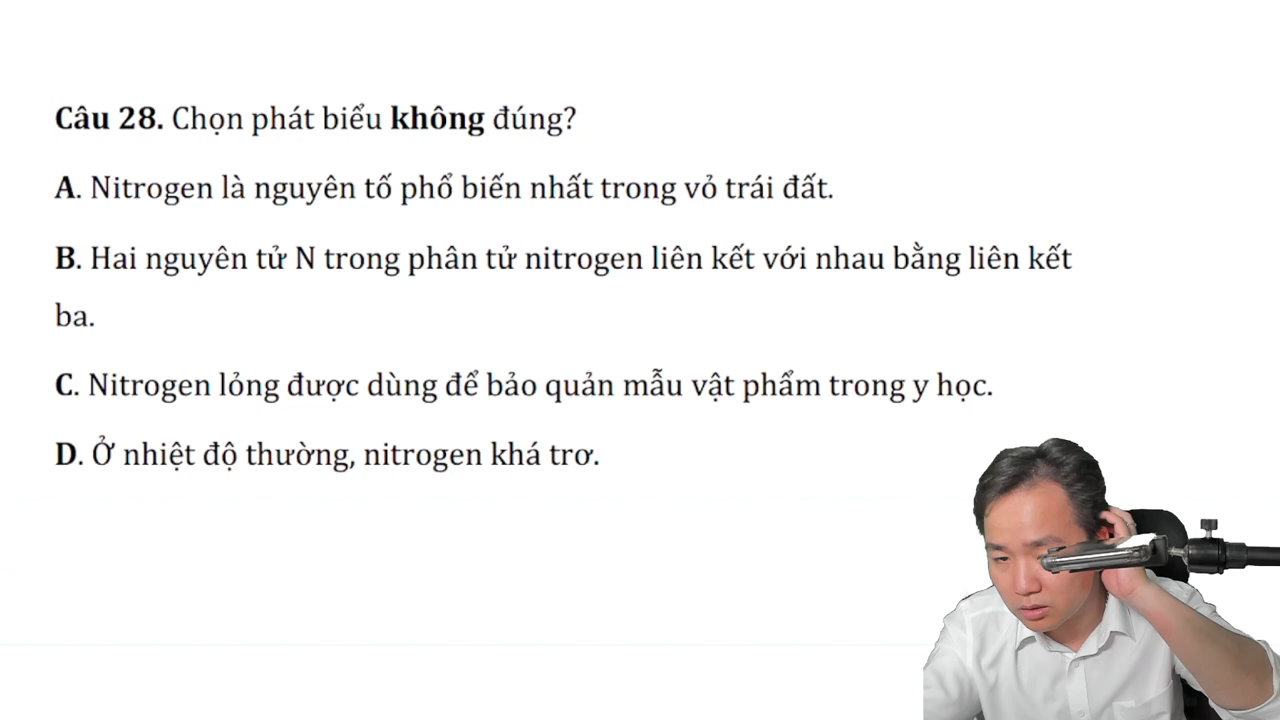 Câu 28. Chọn phát biểu không đúng?
A. Nitrogen là nguyên tố phổ biến nhất trong vỏ trái đất.
B. Hai nguyên tử N trong phân tử nitrogen liên kết với nhau bằng liên kết
ba.
C. Nitrogen lỏng được dùng để bảo quản mẫu vật phẩm trong y học.
D. Ở nhiệt độ thường, nitrogen khá trơ.